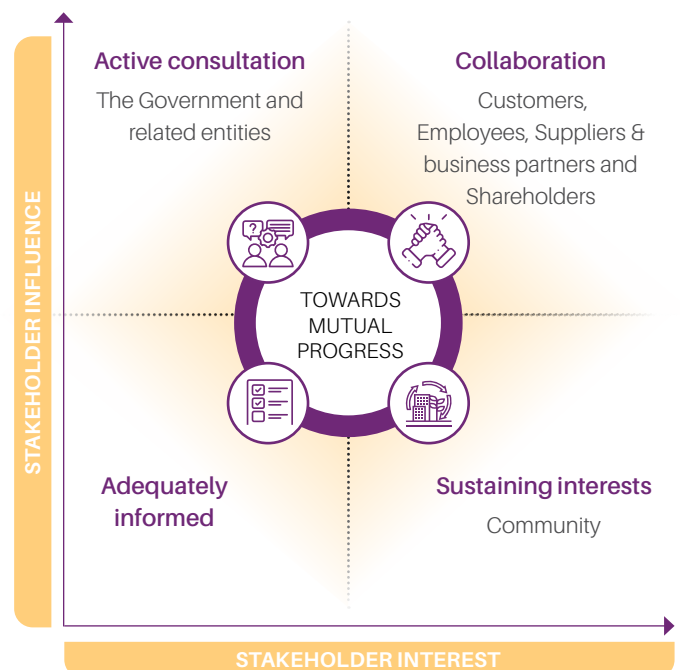 Active consultation
The Government and
related entities
Collaboration
Customers,
Employees, Suppliers &
business partners and
Shareholders
STAKEHOLDER INFLUENCE
?
TOWARDS
MUTUAL
PROGRESS
Adequately
informed
Sustaining interests
Community
STAKEHOLDER INTEREST